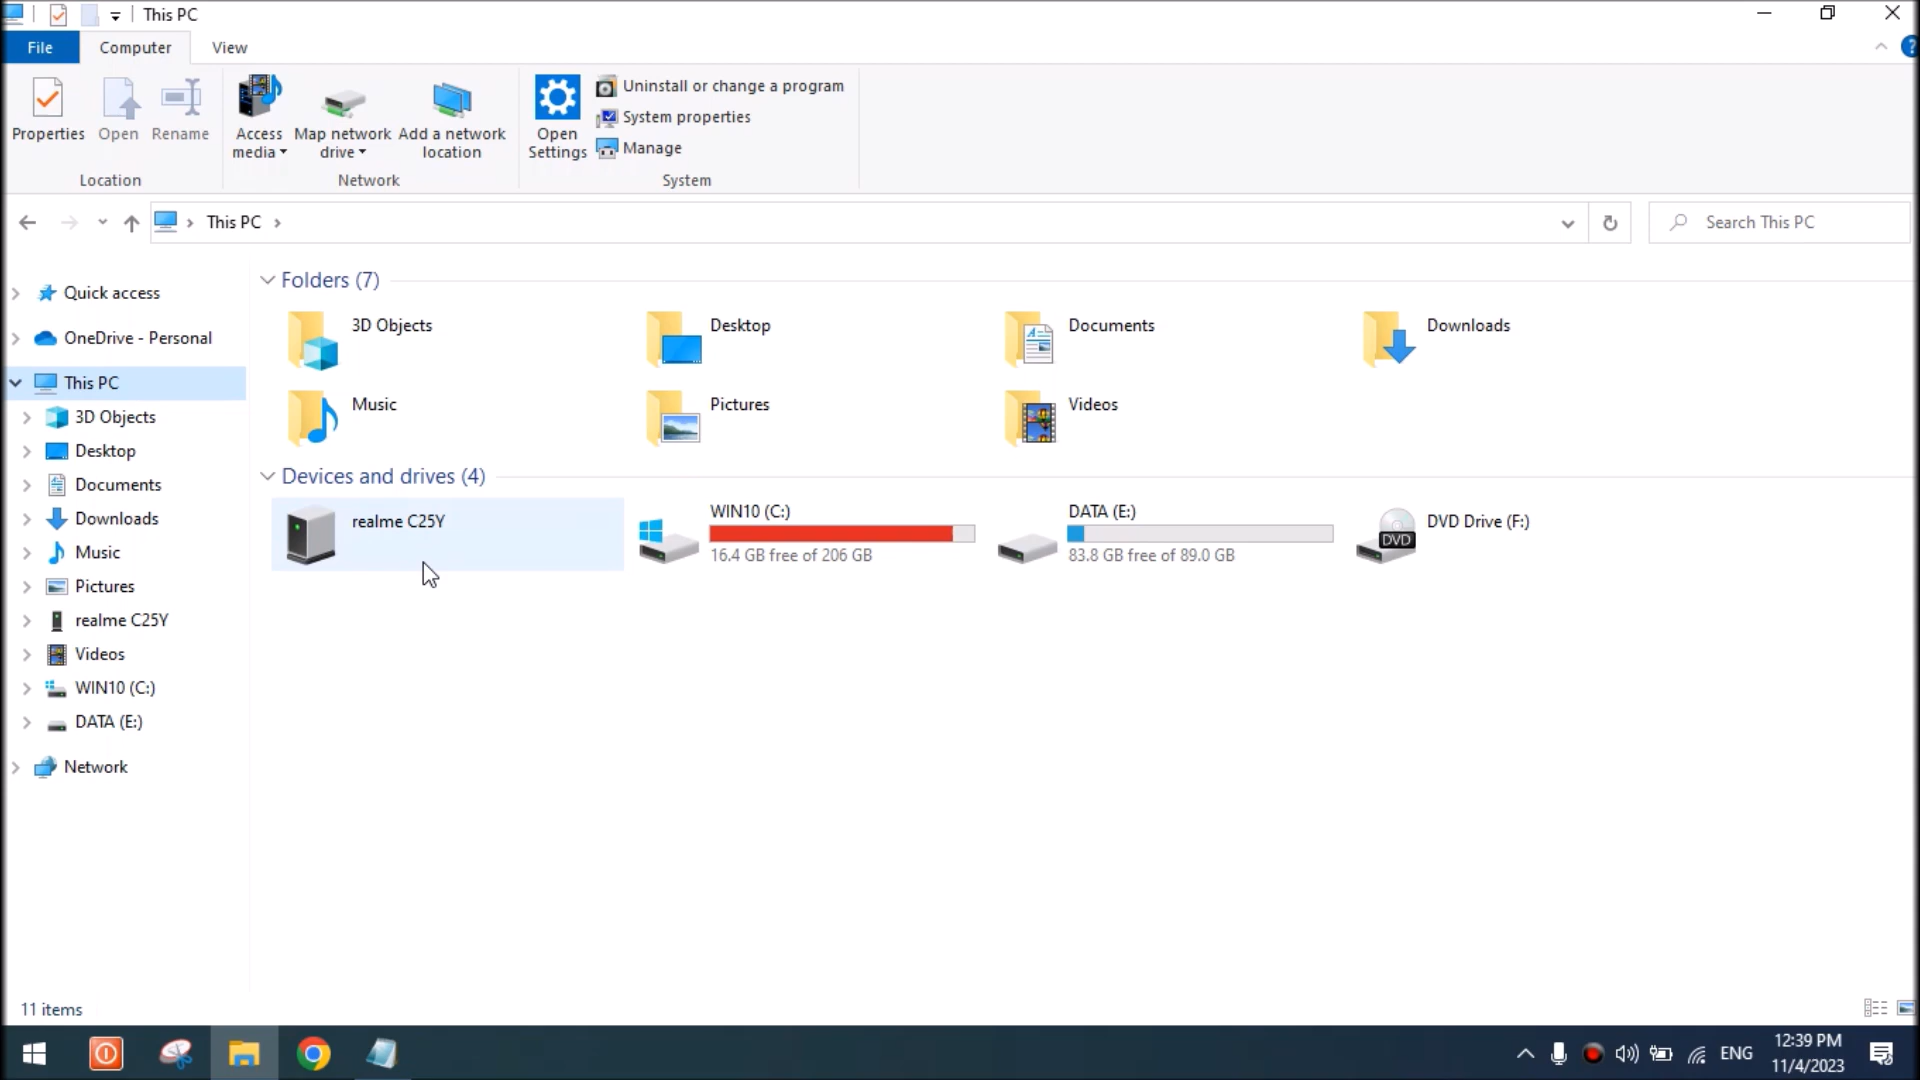 This PC
File
Computer
View
Properties
Open
Rename
Access
media
Map network
drive
Add a network
location
Open
Settings
Uninstall or change a program
System properties
Manage
Location
Network
System
This PC
Search This PC
Quick access
OneDrive - Personal
This PC
3D Objects
Desktop
Documents
Downloads
Music
Pictures
realme C25Y
Videos
WIN10 (C:)
DATA (E:)
Network
Folders (7)
3D Objects
Desktop
Documents
Downloads
Music
Pictures
Videos
Devices and drives (4)
realme C25Y
WIN10 (C:)
16.4 GB free of 206 GB
DATA (E:)
83.8 GB free of 89.0 GB
DVD
DVD Drive (F:)
11 items
ENG
12:39 PM
11/4/2023